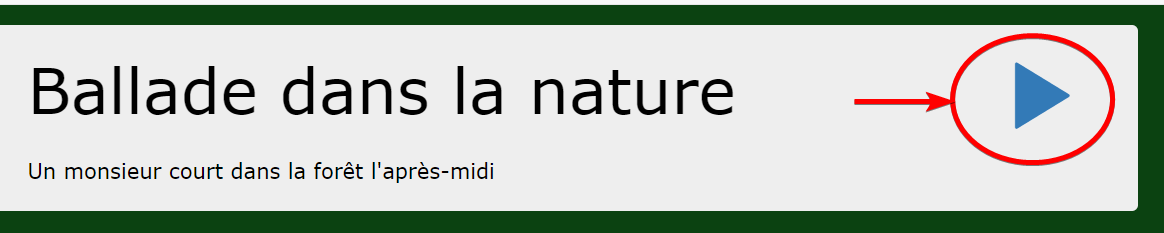 Ballade dans la nature
Un monsieur court dans la forêt l'après-midi